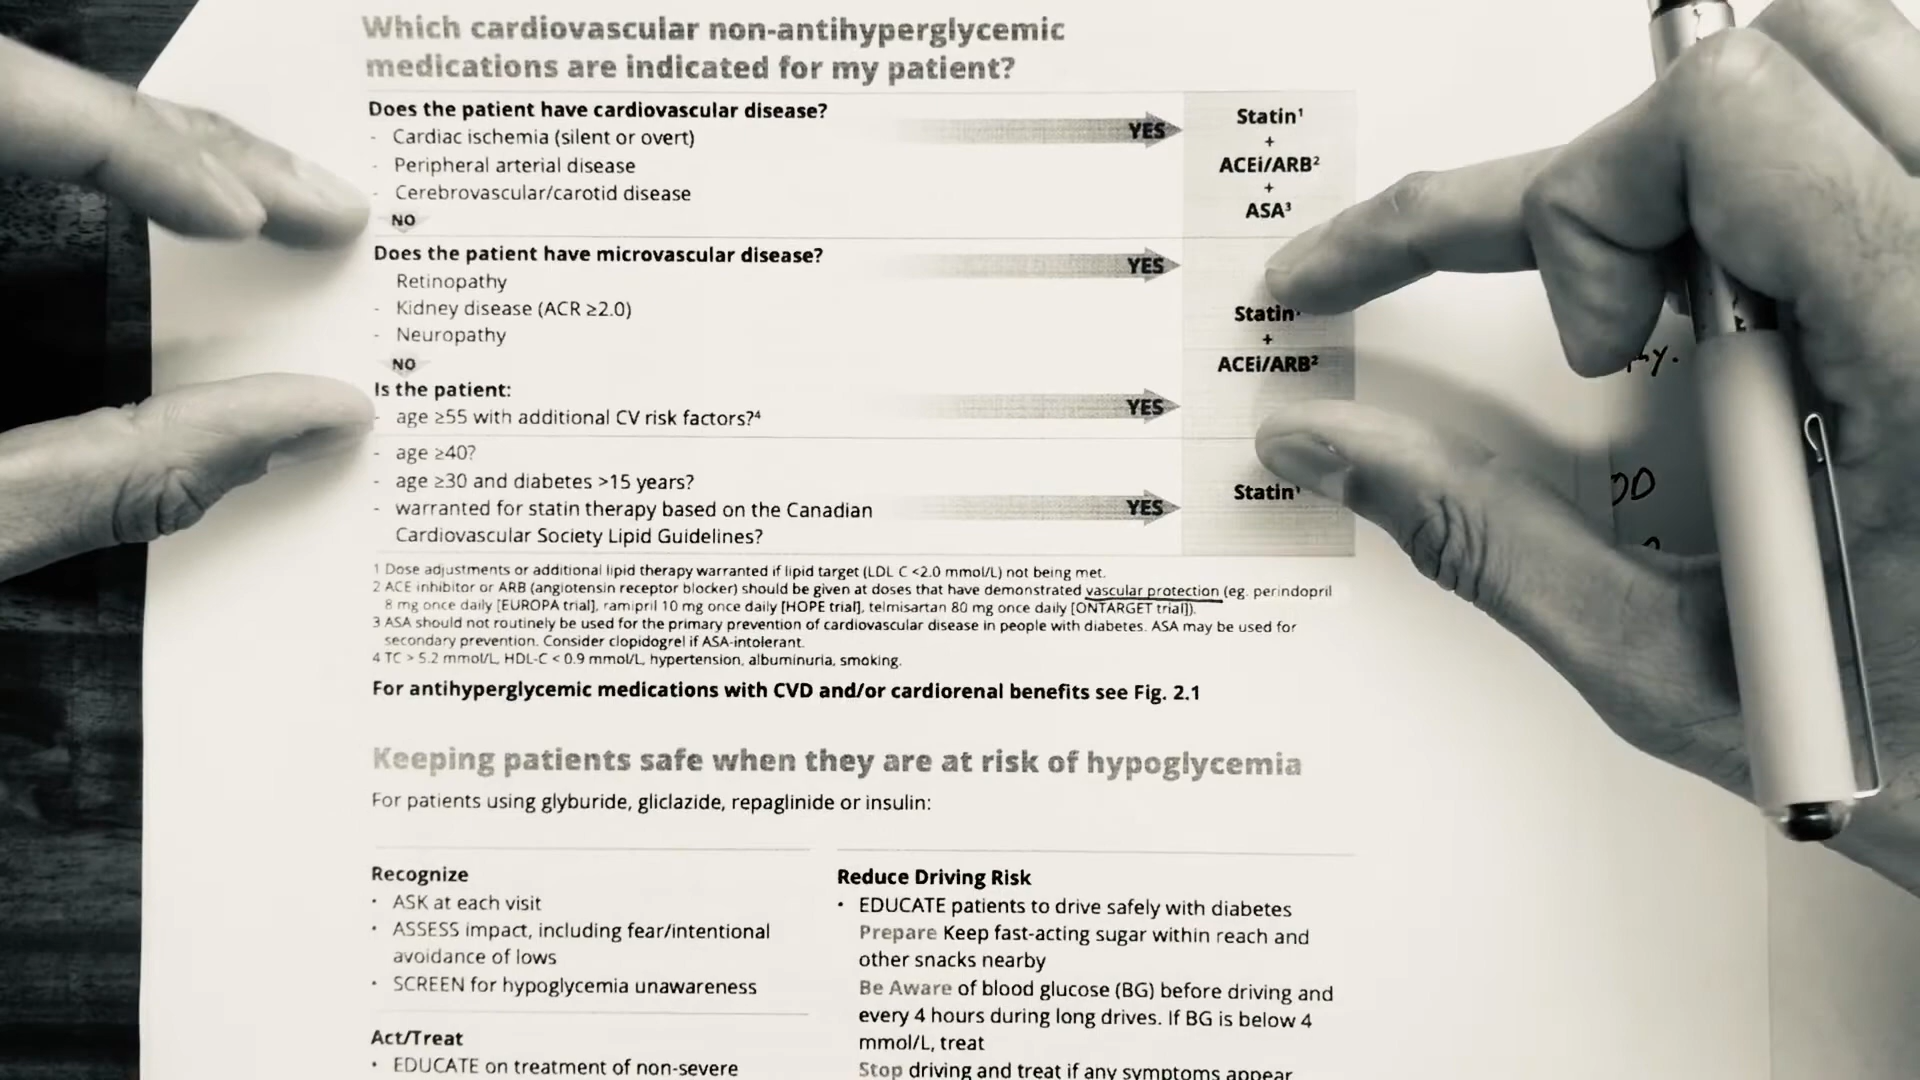 Which cardiovascular non-antihyperglycemic
medications are indicated for my patient?
Does the patient have cardiovascular disease?
- Cardiac ischemia (silent or overt)
- Peripheral arterial disease
- Cerebrovascular/carotid disease
YES
Statin¹
+
ACEi/ARB²
+
ASA³
NO
Does the patient have microvascular disease?
Retinopathy
- Kidney disease (ACR ≥2.0)
- Neuropathy
YES
NO
Is the patient:
- age ≥55 with additional CV risk factors?⁴
YES
Statin
+
ACEi/ARB²
- age ≥40?
- age ≥30 and diabetes >15 years?
- warranted for statin therapy based on the Canadian
Cardiovascular Society Lipid Guidelines?
YES
Statin¹
1 Dose adjustments or additional lipid therapy warranted if lipid target (LDL C <2.0 mmol/L) not being met.
2 ACE inhibitor or ARB (angiotensin receptor blocker) should be given at doses that have demonstrated vascular protection (eg. perindopril
8 mg once daily [EUROPA trial], ramipril 10 mg once daily [HOPE trial], telmisartan 80 mg once daily [ONTARGET trial]).
3 ASA should not routinely be used for the primary prevention of cardiovascular disease in people with diabetes. ASA may be used for
secondary prevention. Consider clopidogrel if ASA-intolerant.
4 TC > 5.2 mmol/L, HDL-C < 0.9 mmol/L, hypertension, albuminuria, smoking.
For antihyperglycemic medications with CVD and/or cardiorenal benefits see Fig. 2.1
Keeping patients safe when they are at risk of hypoglycemia
For patients using glyburide, gliclazide, repaglinide or insulin:
Recognize
• ASK at each visit
• ASSESS impact, including fear/intentional
avoidance of lows
• SCREEN for hypoglycemia unawareness
Act/Treat
• EDUCATE on treatment of non-severe
Reduce Driving Risk
• EDUCATE patients to drive safely with diabetes
Prepare Keep fast-acting sugar within reach and
other snacks nearby
Be Aware of blood glucose (BG) before driving and
every 4 hours during long drives. If BG is below 4
mmol/L, treat
Stop driving and treat if any symptoms appear